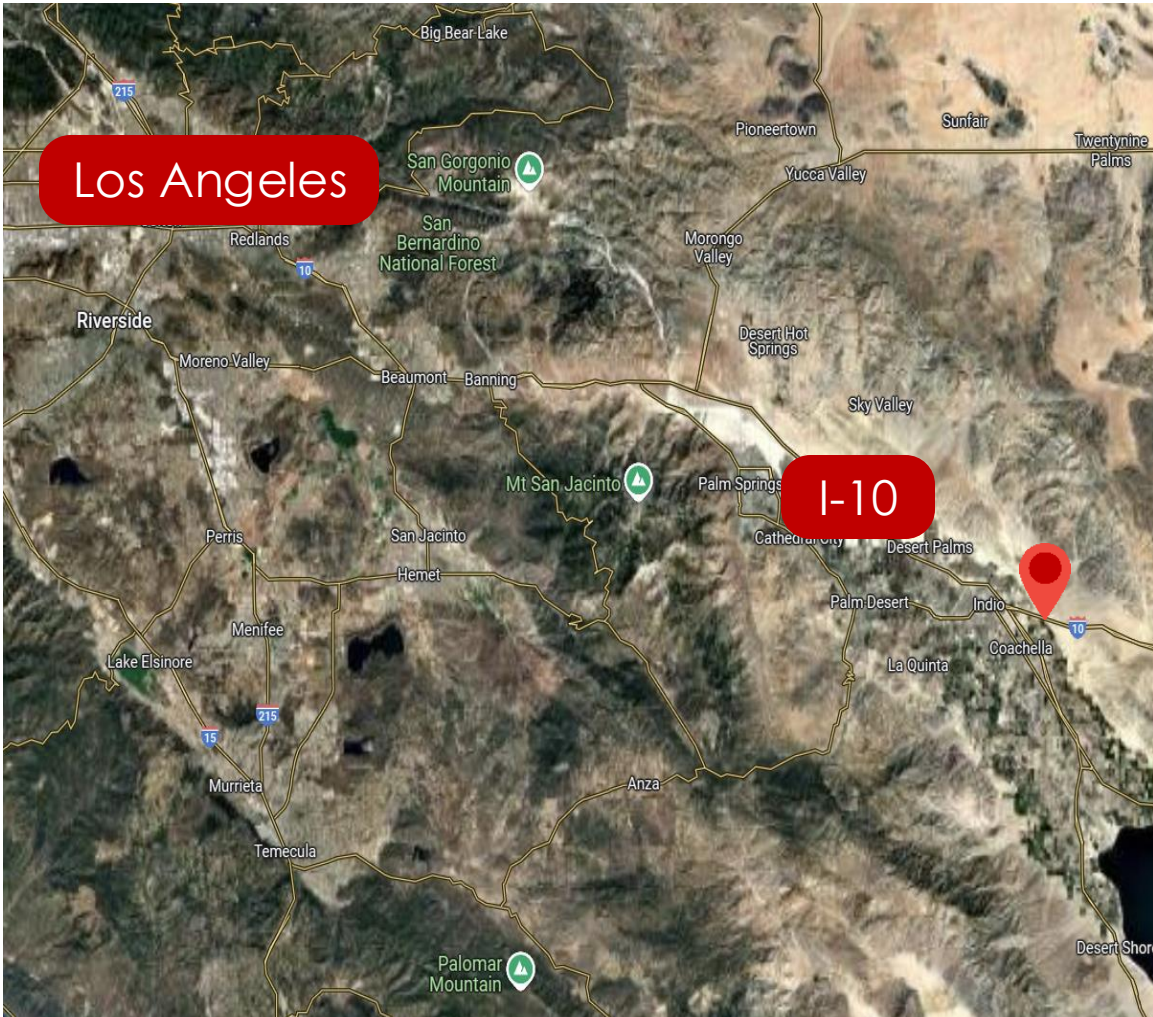 Big Bear Lake
215
Sunfair
Pioneertown
Twentynine
Palms
Los Angeles
San Gorgonio
Mountain
Yucca Valley
San
Bernardino
National Forest
Redlands
Morongo
Valley
10
Riverside
Desert Hot
Springs
Moreno Valley
Beaumont
Banning
Sky Valley
Mt San Jacinto
Palm Springs
I-10
Perris
San Jacinto
Cathedral City
Desert Palms
Hemet
Palm Desert
Indio
Menifee
10
Coachella
Lake Elsinore
La Quinta
215
15
Murrieta
Anza
Temecula
Palomar
Mountain
Desert Shor